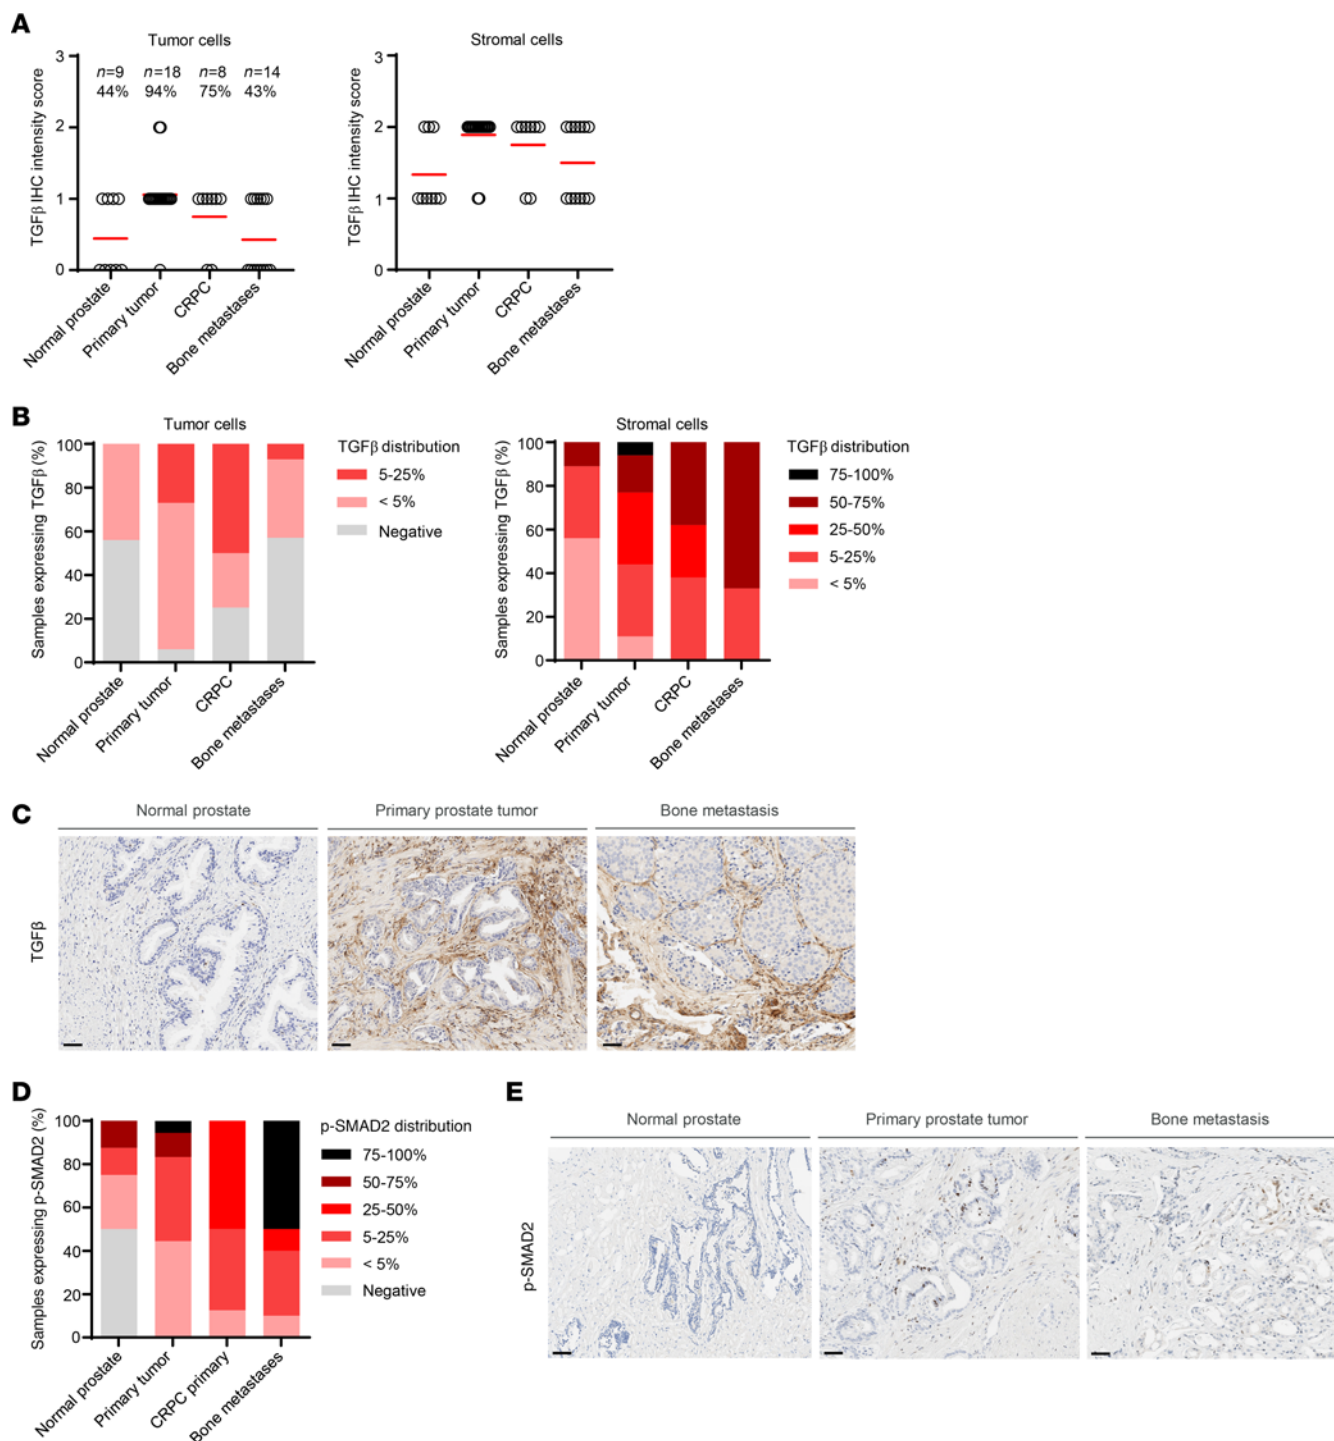 A
Tumor cells
n=9 n=18 n=8 n=14
44% 94% 75% 43%
TGFβ IHC intensity score
3
2
1
0
Normal prostate
Primary tumor
CRPC
Bone metastases
Stromal cells
TGFβ IHC intensity score
3
2
1
0
Normal prostate
Primary tumor
CRPC
Bone metastases
B
Tumor cells
Samples expressing TGFβ (%)
100
80
60
40
20
0
Normal prostate
Primary tumor
CRPC
Bone metastases
TGFβ distribution
5-25%
< 5%
Negative
Stromal cells
Samples expressing TGFβ (%)
100
80
60
40
20
0
Normal prostate
Primary tumor
CRPC
Bone metastases
TGFβ distribution
75-100%
50-75%
25-50%
5-25%
< 5%
C
Normal prostate
Primary prostate tumor
Bone metastasis
TGFβ
D
Samples expressing p-SMAD2 (%)
100
80
60
40
20
0
Normal prostate
Primary tumor
CRPC primary
Bone metastases
p-SMAD2 distribution
75-100%
50-75%
25-50%
5-25%
< 5%
Negative
E
Normal prostate
Primary prostate tumor
Bone metastasis
p-SMAD2